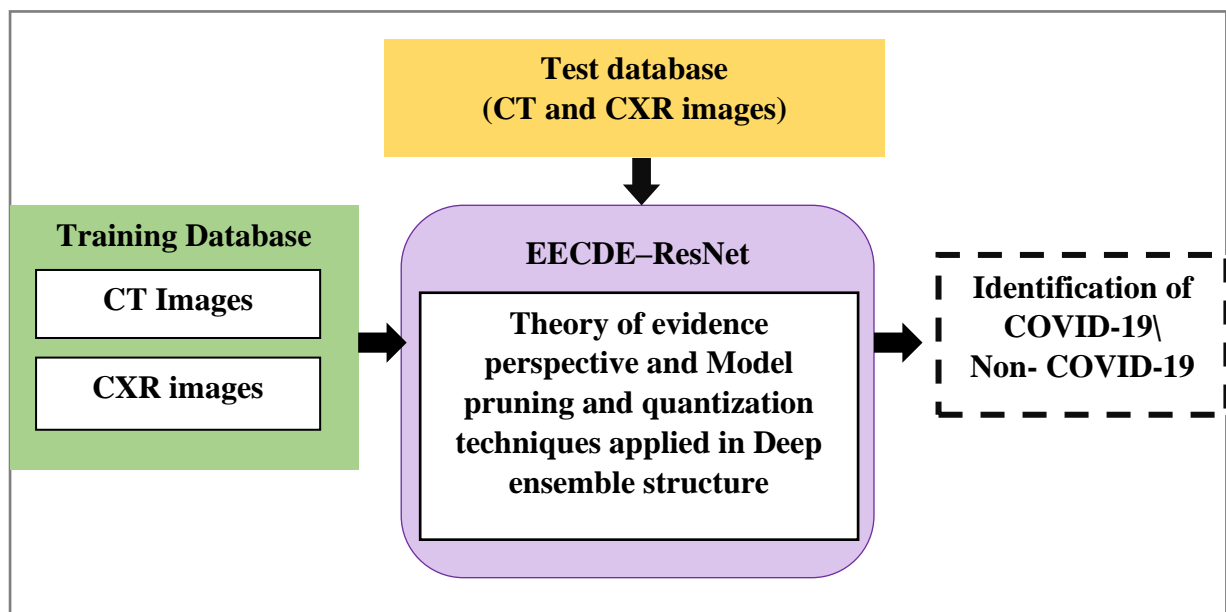 Test database
(CT and CXR images)
Training Database
CT Images
CXR images
EECDE–ResNet
Theory of evidence
perspective and Model
pruning and quantization
techniques applied in Deep
ensemble structure
Identification of
COVID-19\
Non- COVID-19